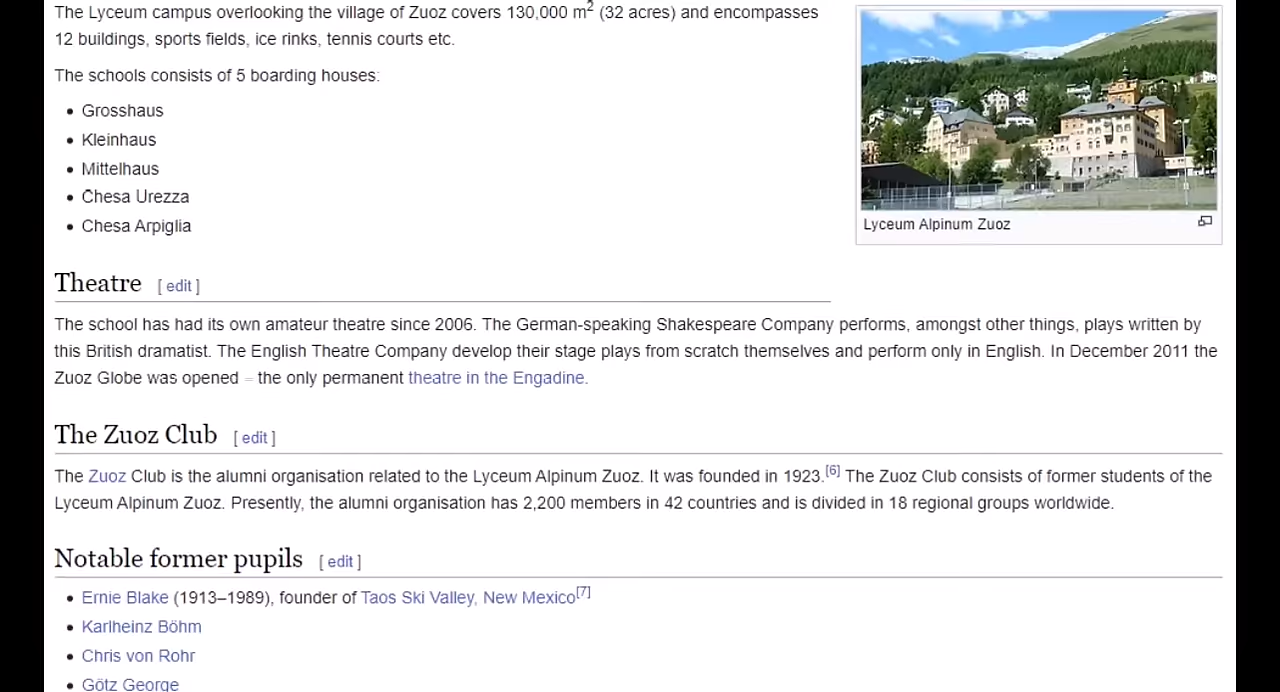 The Lyceum campus overlooking the village of Zuoz covers 130,000 m² (32 acres) and encompasses
12 buildings, sports fields, ice rinks, tennis courts etc.
The schools consists of 5 boarding houses:
• Grosshaus
• Kleinhaus
• Mittelhaus
• Chesa Urezza
• Chesa Arpiglia
Lyceum Alpinum Zuoz
Theatre [ edit ]
The school has had its own amateur theatre since 2006. The German-speaking Shakespeare Company performs, amongst other things, plays written by
this British dramatist. The English Theatre Company develop their stage plays from scratch themselves and perform only in English. In December 2011 the
Zuoz Globe was opened – the only permanent theatre in the Engadine.
The Zuoz Club [ edit ]
The Zuoz Club is the alumni organisation related to the Lyceum Alpinum Zuoz. It was founded in 1923.[6] The Zuoz Club consists of former students of the
Lyceum Alpinum Zuoz. Presently, the alumni organisation has 2,200 members in 42 countries and is divided in 18 regional groups worldwide.
Notable former pupils [ edit ]
• Ernie Blake (1913–1989), founder of Taos Ski Valley, New Mexico[7]
• Karlheinz Böhm
• Chris von Rohr
• Götz George